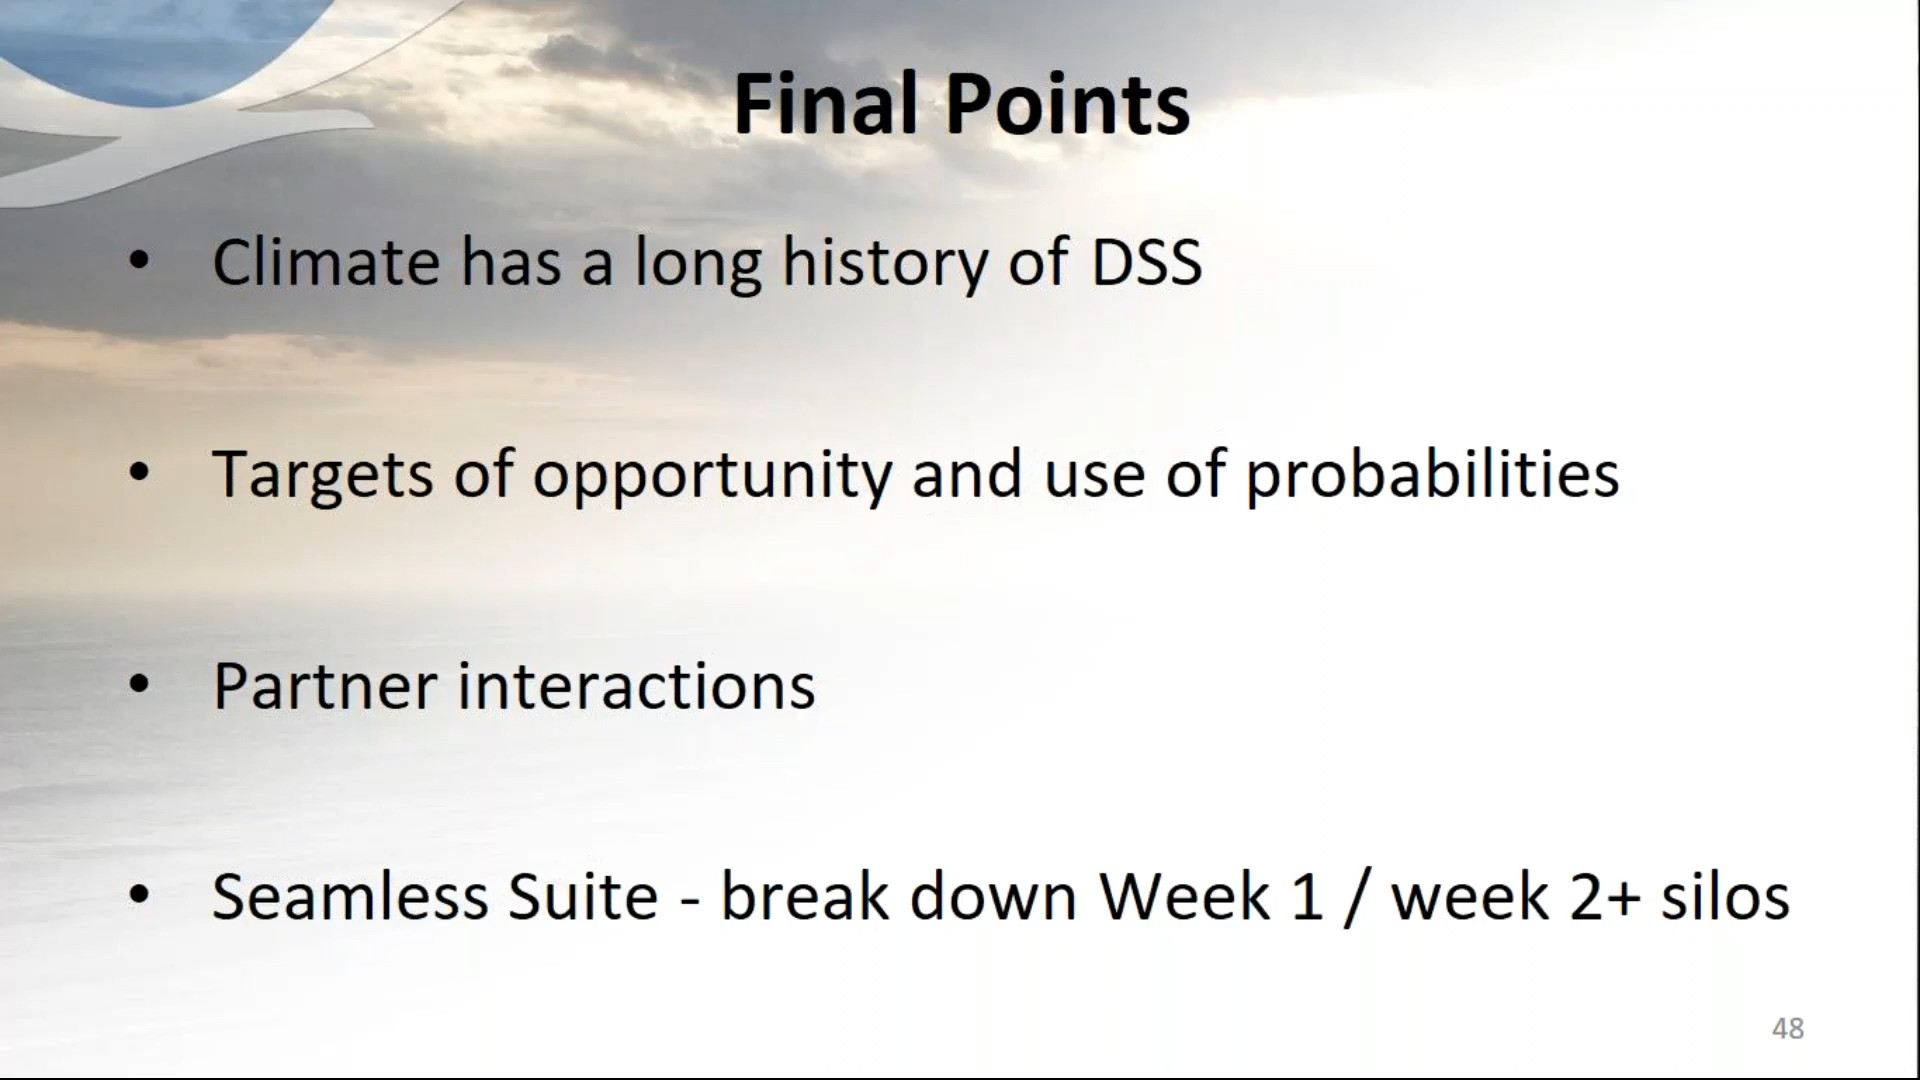 Final Points
• Climate has a long history of DSS
• Targets of opportunity and use of probabilities
• Partner interactions
• Seamless Suite - break down Week 1 / week 2+ silos
48